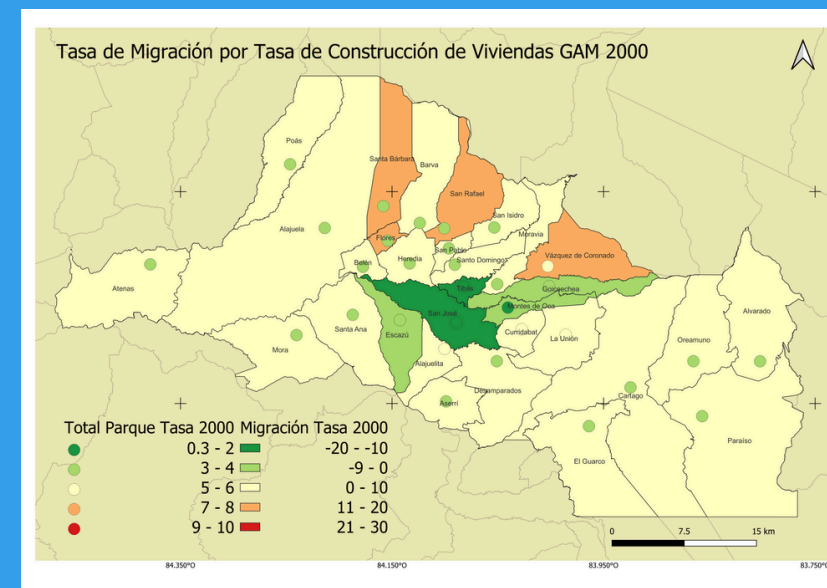 Tasa de Migración por Tasa de Construcción de Viviendas GAM 2000
Poás
Santa Bárbara
Barva
San Rafael
San Isidro
Alajuela
Flores
Moravia
San Pablo
Vázquez de Coronado
Belén
Heredia
Santo Domingo
Atenas
Tibás
Goicoechea
Montes de Oca
San José
Alvarado
Santa Ana
Escazú
Curridabat
La Unión
Oreamuno
Mora
Alajuelita
Desamparados
Cartago
Aserrí
Paraíso
El Guarco
Total Parque Tasa 2000 Migración Tasa 2000
0.3 - 2 -20 - -10
3 - 4 -9 - 0
5 - 6 0 - 10
7 - 8 11 - 20
9 - 10 21 - 30
0 7.5 15 km
84.350°O 84.150°O 83.950°O 83.750°O